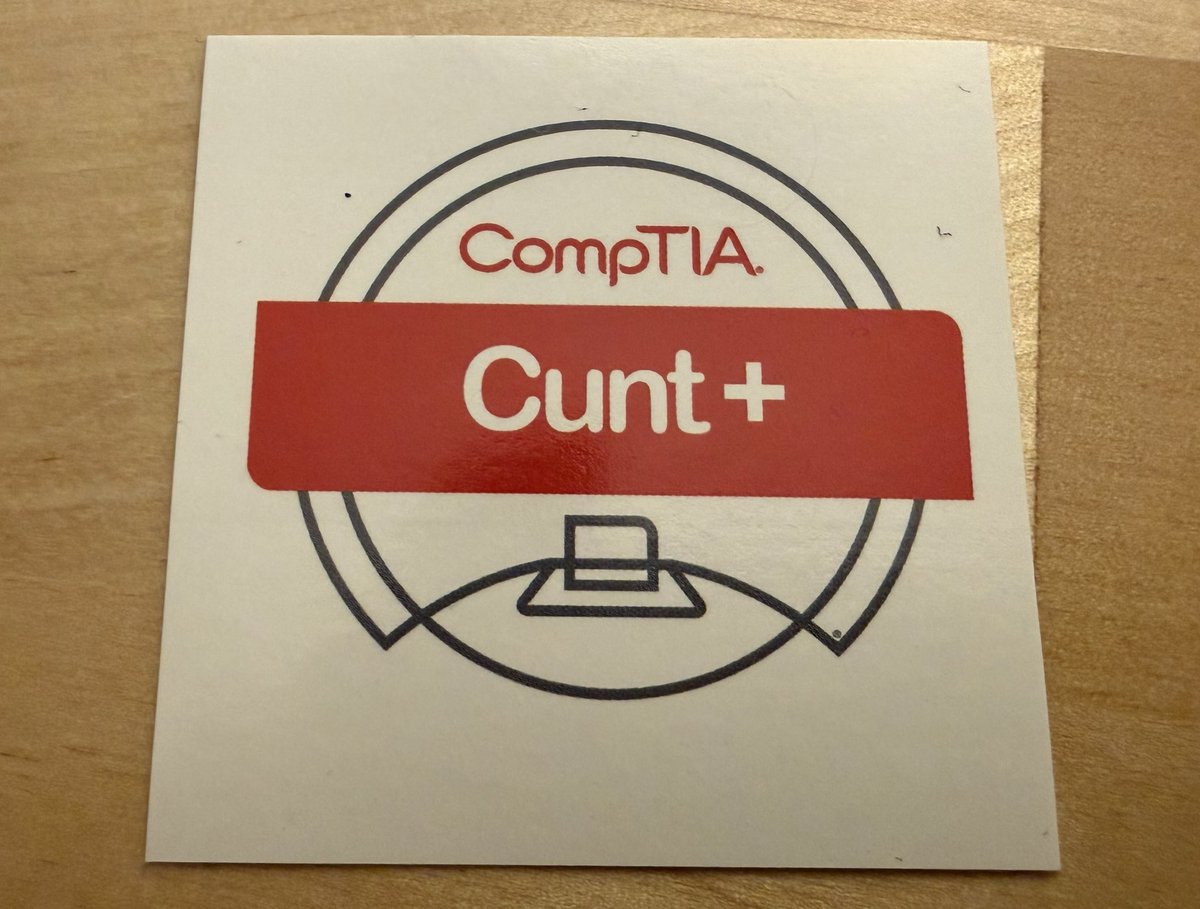 CompTIA.
Cunt +
®